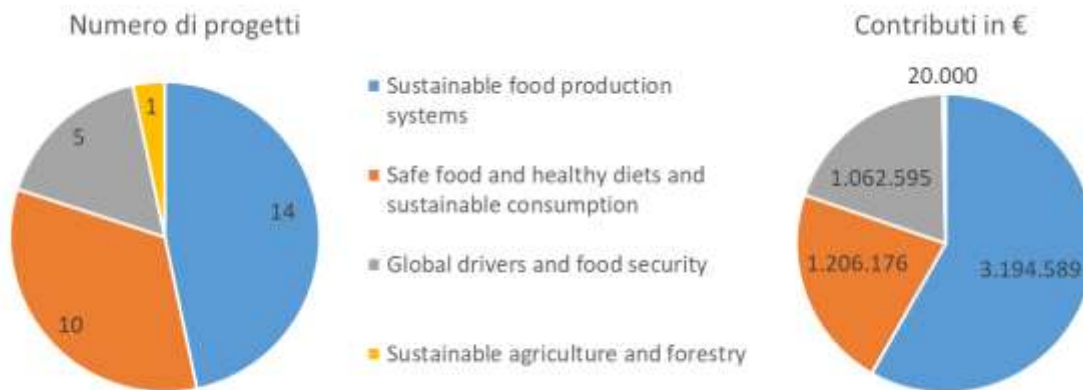 Numero di progetti
1
5
14
10
Sustainable food production
systems
Safe food and healthy diets and
sustainable consumption
Global drivers and food security
Sustainable agriculture and forestry
Contributi in €
20.000
1.062.595
1.206.176
3.194.589